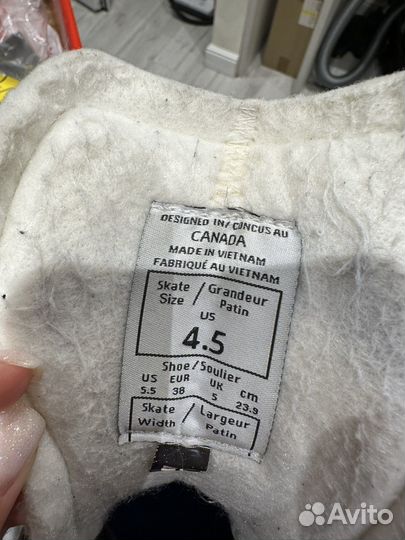 DESIGNED IN/CONCUS AU
CANADA
MADE IN VIETNAM
FABRIQUÉ AU VIETNAM
Skate / Grandeur
Size / Patin
US
4.5
Shoe/Soulier
US EUR UK cm
5.5 38 5 23.9
Skate / Largeur
Width / Patin
Avito